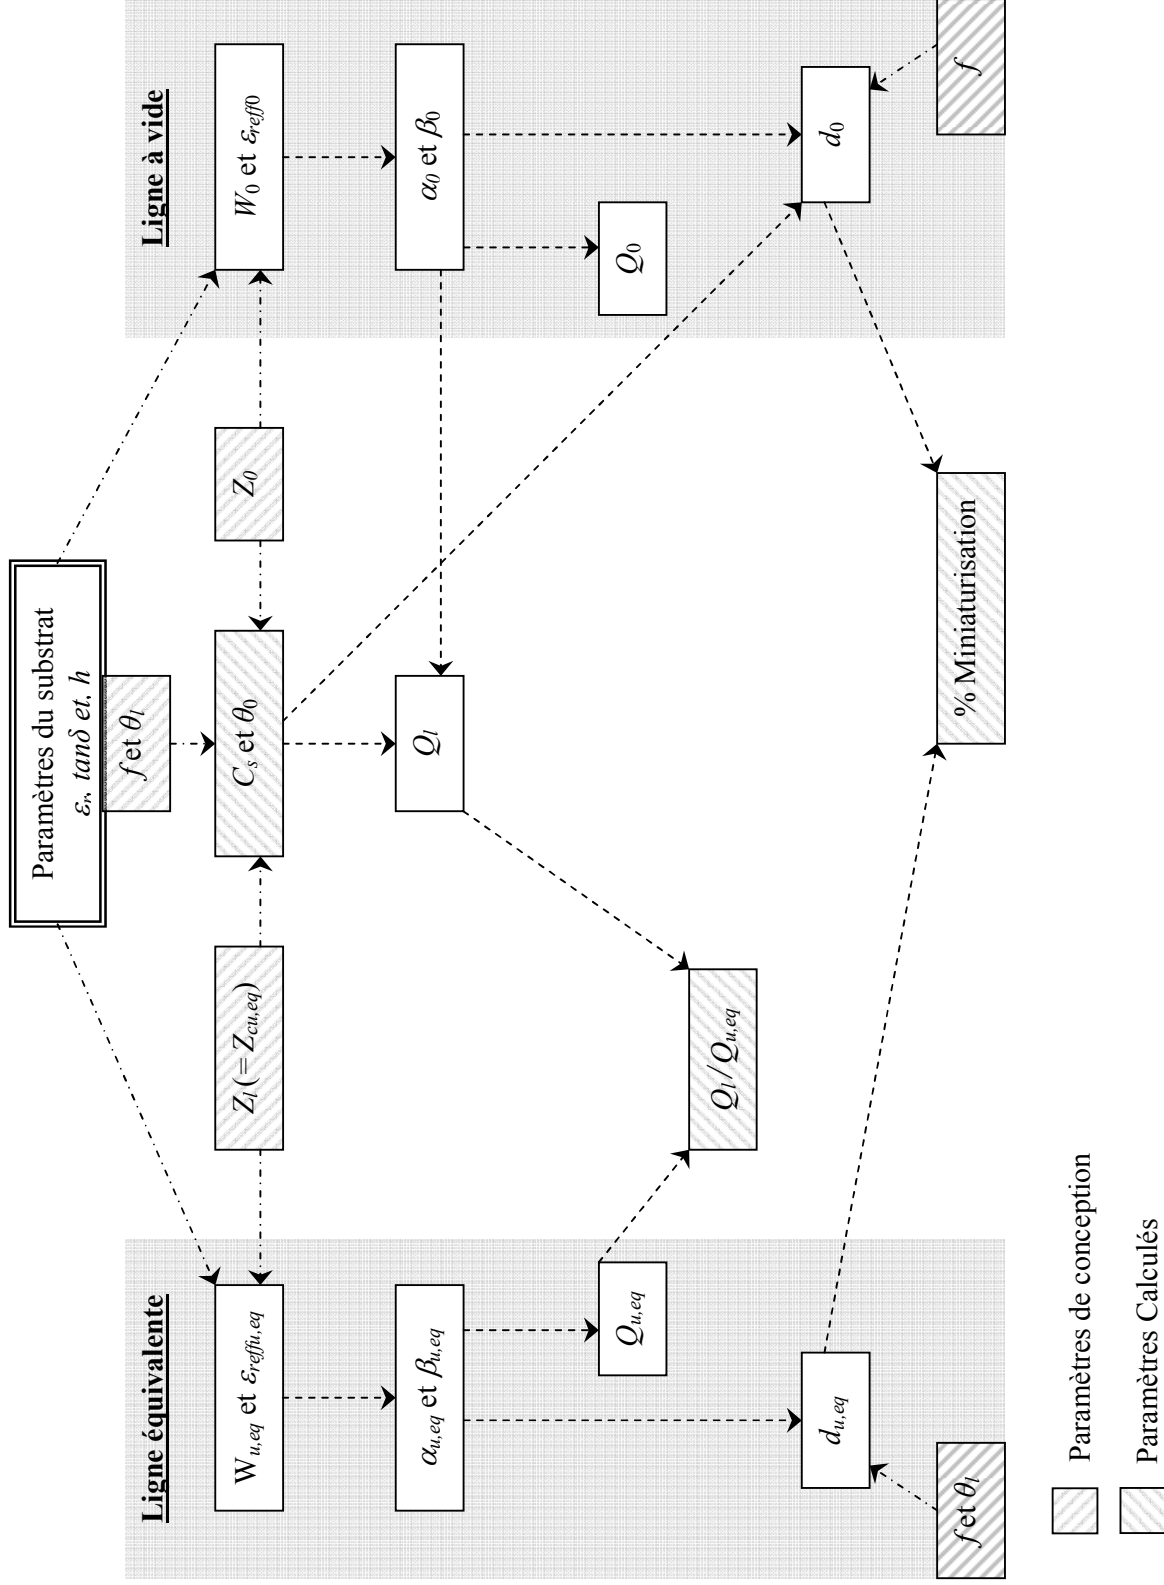 Paramètres du substrat
εr, tanδ et, h
Ligne équivalente
Ligne à vide
f et θl
Wu,eq et εreffu,eq
Zl (= Zcu,eq)
Cs et θ0
Z0
W0 et εreff0
αu,eq et βu,eq
Ql
α0 et β0
Qu,eq
Q0
Ql / Qu,eq
du,eq
d0
f et θl
% Miniaturisation
f
Paramètres de conception
Paramètres Calculés